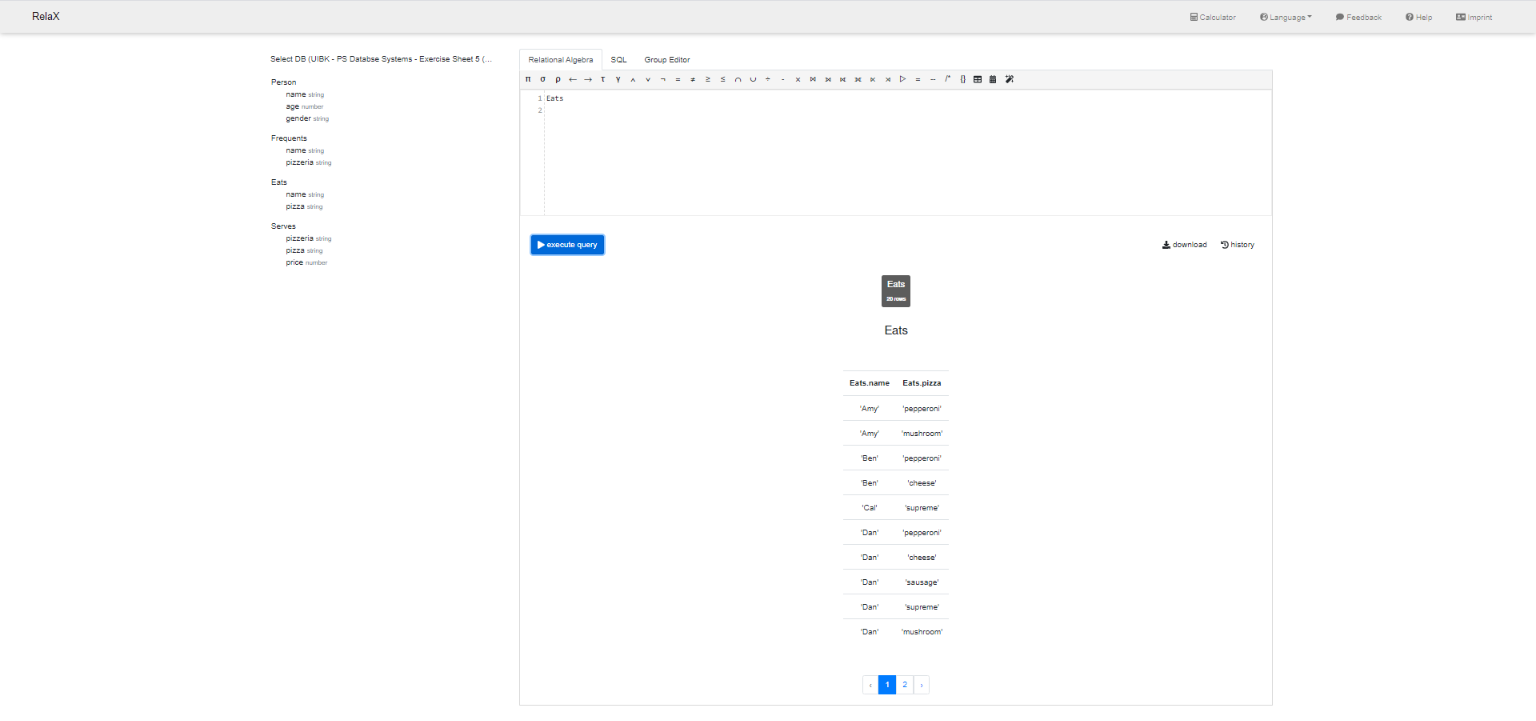 RelaX
Calculator Language Feedback Help Imprint
Select DB (UIBK - PS Databse Systems - Exercise Sheet 5 (...
Person
name string
age number
gender string
Frequents
name string
pizzeria string
Eats
name string
pizza string
Serves
pizzeria string
pizza string
price number
Relational Algebra SQL Group Editor
π σ ρ ← → τ γ ∧ ∨ ¬ = ≠ ≥ ≤ ∩ ∪ ÷ - ⨯ ⨝ ⟕ ⟖ ⟗ ⋉ ⋊ ▷ = -- /* {}
1 Eats
2
execute query
download history
Eats
20 rows
Eats
Eats.name Eats.pizza
'Amy' 'pepperoni'
'Amy' 'mushroom'
'Ben' 'pepperoni'
'Ben' 'cheese'
'Cal' 'supreme'
'Dan' 'pepperoni'
'Dan' 'cheese'
'Dan' 'sausage'
'Dan' 'supreme'
'Dan' 'mushroom'
‹ 1 2 ›